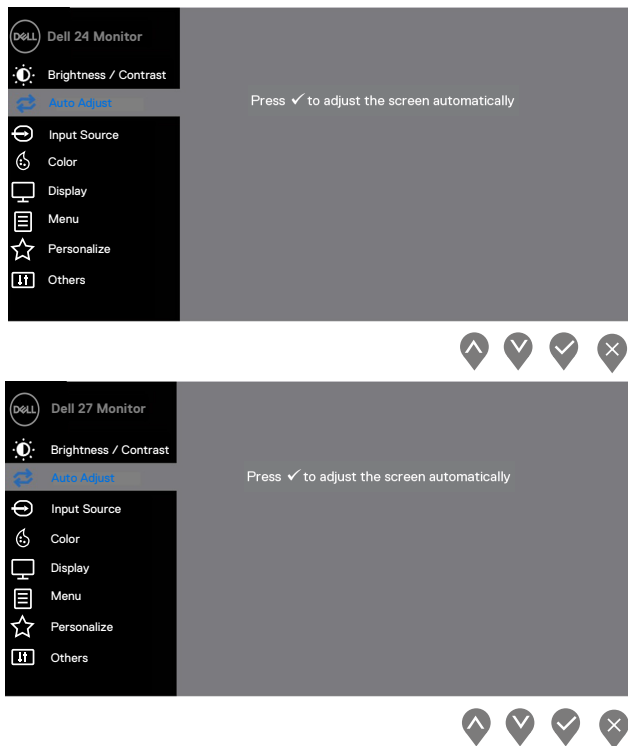 DELL Dell 24 Monitor
Brightness / Contrast
Auto Adjust
Press ✓ to adjust the screen automatically
Input Source
Color
Display
Menu
Personalize
Others
DELL Dell 27 Monitor
Brightness / Contrast
Auto Adjust
Press ✓ to adjust the screen automatically
Input Source
Color
Display
Menu
Personalize
Others